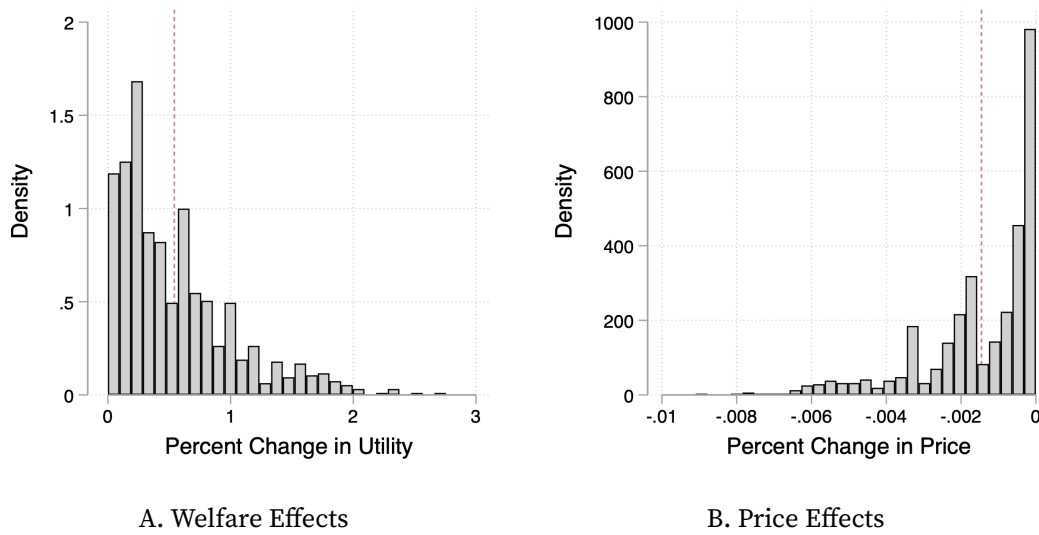 2
1.5
1
.5
0
Density
0 1 2 3
Percent Change in Utility
A. Welfare Effects
1000
800
600
400
200
0
Density
-.01 -.008 -.006 -.004 -.002 0
Percent Change in Price
B. Price Effects